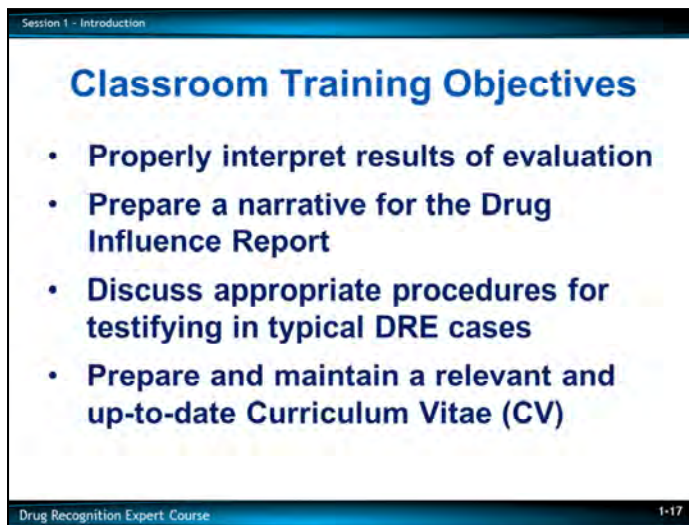 Session 1 - Introduction
Classroom Training Objectives
• Properly interpret results of evaluation
• Prepare a narrative for the Drug
Influence Report
• Discuss appropriate procedures for
testifying in typical DRE cases
• Prepare and maintain a relevant and
up-to-date Curriculum Vitae (CV)
Drug Recognition Expert Course
1-17